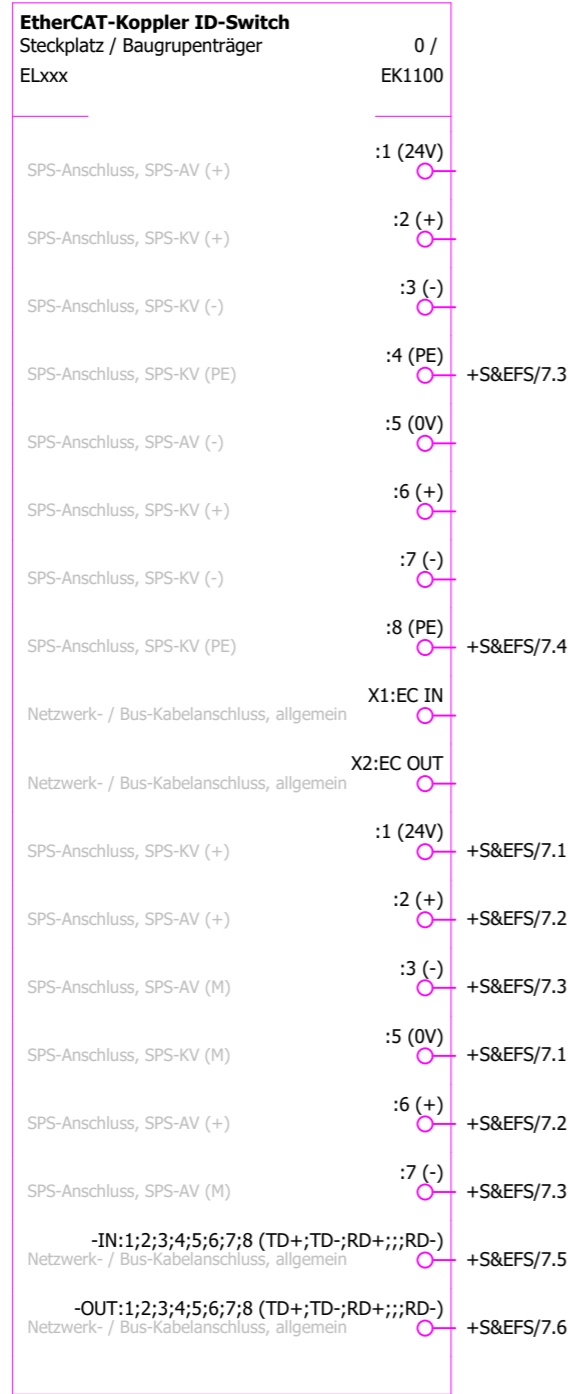 EtherCAT-Koppler ID-Switch
Steckplatz / Baugrupenträger 0 /
ELxxx EK1100
:1 (24V)
SPS-Anschluss, SPS-AV (+)
:2 (+)
SPS-Anschluss, SPS-KV (+)
:3 (-)
SPS-Anschluss, SPS-KV (-)
:4 (PE)
SPS-Anschluss, SPS-KV (PE) +S&EFS/7.3
:5 (0V)
SPS-Anschluss, SPS-AV (-)
:6 (+)
SPS-Anschluss, SPS-KV (+)
:7 (-)
SPS-Anschluss, SPS-KV (-)
:8 (PE)
SPS-Anschluss, SPS-KV (PE) +S&EFS/7.4
X1:EC IN
Netzwerk- / Bus-Kabelanschluss, allgemein
X2:EC OUT
Netzwerk- / Bus-Kabelanschluss, allgemein
:1 (24V)
SPS-Anschluss, SPS-KV (+) +S&EFS/7.1
:2 (+)
SPS-Anschluss, SPS-AV (+) +S&EFS/7.2
:3 (-)
SPS-Anschluss, SPS-AV (M) +S&EFS/7.3
:5 (0V)
SPS-Anschluss, SPS-KV (M) +S&EFS/7.1
:6 (+)
SPS-Anschluss, SPS-AV (+) +S&EFS/7.2
:7 (-)
SPS-Anschluss, SPS-AV (M) +S&EFS/7.3
-IN:1;2;3;4;5;6;7;8 (TD+;TD-;RD+;;;RD-)
Netzwerk- / Bus-Kabelanschluss, allgemein +S&EFS/7.5
-OUT:1;2;3;4;5;6;7;8 (TD+;TD-;RD+;;;RD-)
Netzwerk- / Bus-Kabelanschluss, allgemein +S&EFS/7.6